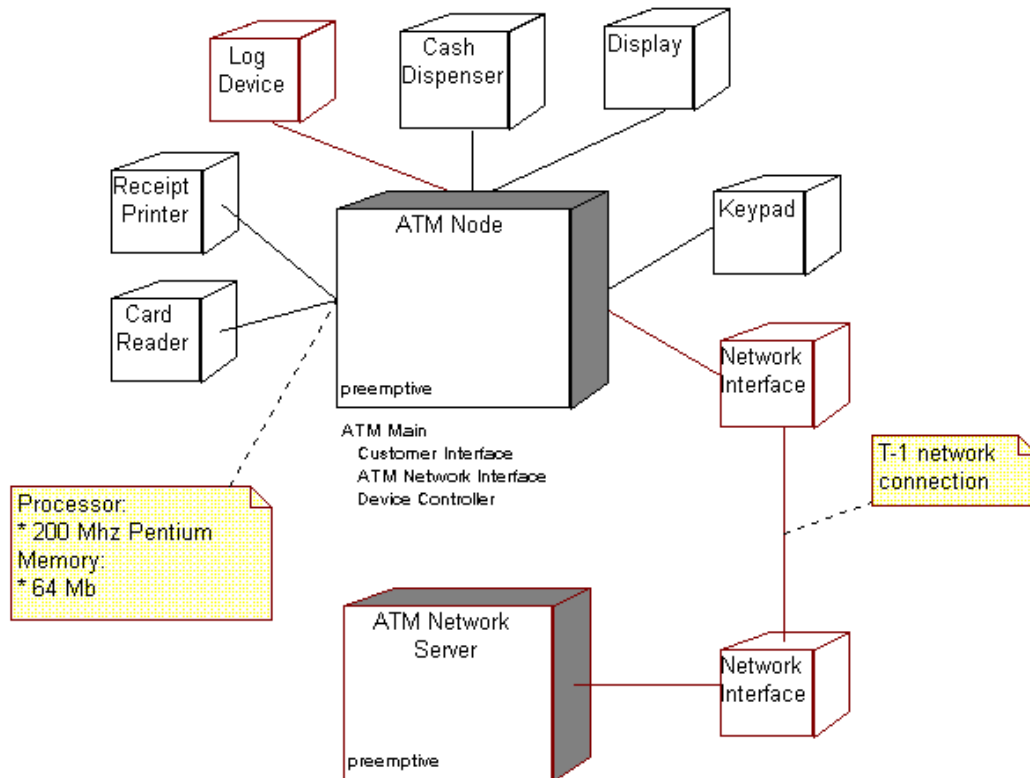 Log
Device
Cash
Dispenser
Display
Receipt
Printer
ATM Node
Keypad
Card
Reader
preemptive
Network
Interface
ATM Main
Customer Interface
ATM Network Interface
Device Controller
T-1 network
connection
Processor:
* 200 Mhz Pentium
Memory:
* 64 Mb
ATM Network
Server
Network
Interface
preemptive